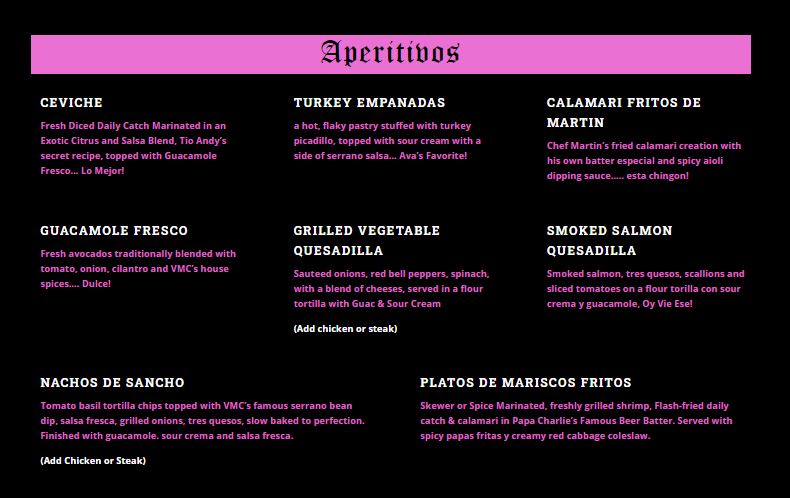 Aperitivos
CEVICHE
Fresh Diced Daily Catch Marinated in an
Exotic Citrus and Salsa Blend, Tio Andy's
secret recipe, topped with Guacamole
Fresco... Lo Mejor!
TURKEY EMPANADAS
a hot, flaky pastry stuffed with turkey
picadillo, topped with sour cream with a
side of serrano salsa... Ava's Favorite!
CALAMARI FRITOS DE
MARTIN
Chef Martin's fried calamari creation with
his own batter especial and spicy aioli
dipping sauce..... esta chingon!
GUACAMOLE FRESCO
Fresh avocados traditionally blended with
tomato, onion, cilantro and VMC's house
spices.... Dulce!
GRILLED VEGETABLE
QUESADILLA
Sauteed onions, red bell peppers, spinach,
with a blend of cheeses, served in a flour
tortilla with Guac & Sour Cream
(Add chicken or steak)
SMOKED SALMON
QUESADILLA
Smoked salmon, tres quesos, scallions and
sliced tomatoes on a flour torilla con sour
crema y guacamole, Oy Vie Ese!
NACHOS DE SANCHO
Tomato basil tortilla chips topped with VMC's famous serrano bean
dip, salsa fresca, grilled onions, tres quesos, slow baked to perfection.
Finished with guacamole. sour crema and salsa fresca.
(Add Chicken or Steak)
PLATOS DE MARISCOS FRITOS
Skewer or Spice Marinated, freshly grilled shrimp, Flash-fried daily
catch & calamari in Papa Charlie's Famous Beer Batter. Served with
spicy papas fritas y creamy red cabbage coleslaw.